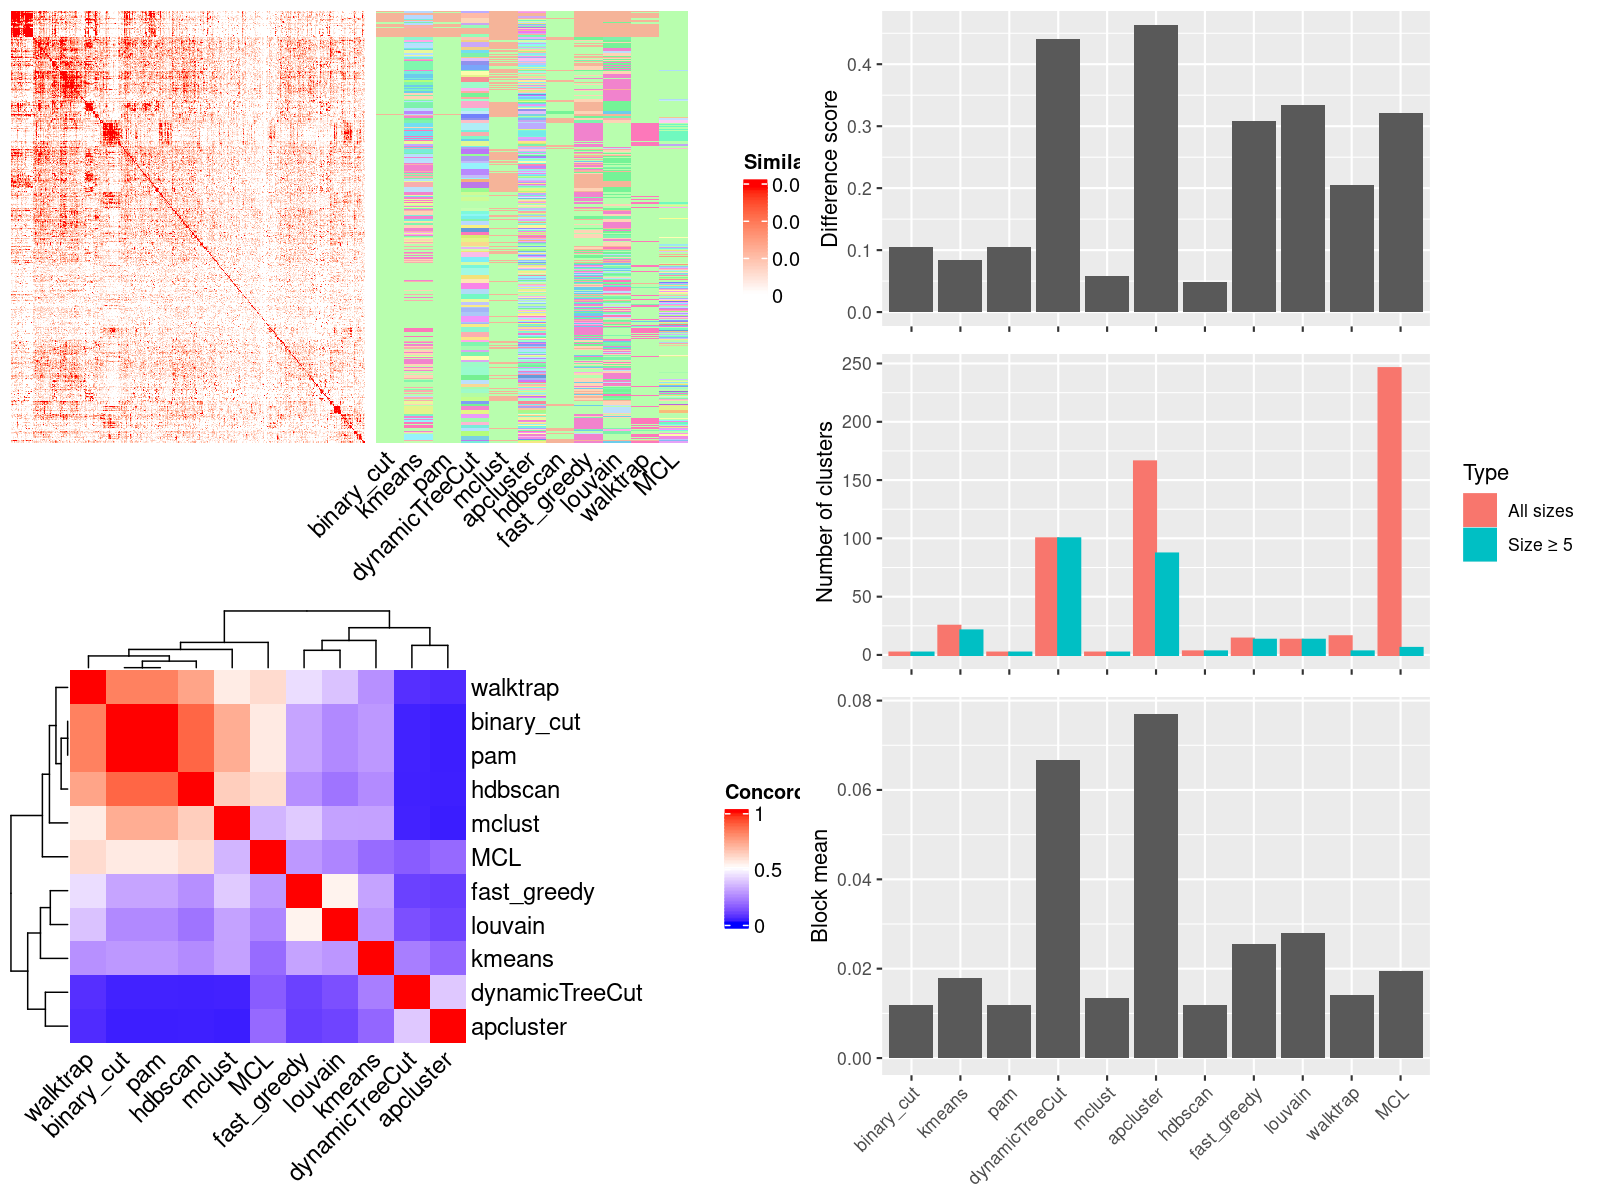 binary_cut
kmeans
pam
dynamicTreeCut
mclust
apcluster
hdbscan
fast_greedy
louvain
walktrap
MCL
Simila
0.0
0.0
0.0
0
walktrap
binary_cut
pam
hdbscan
mclust
MCL
fast_greedy
louvain
kmeans
dynamicTreeCut
apcluster
walktrap
binary_cut
pam
hdbscan
mclust
MCL
fast_greedy
louvain
kmeans
dynamicTreeCut
apcluster
Concord
1
0.5
0
Difference score
0.4
0.3
0.2
0.1
0.0
Number of clusters
250
200
150
100
50
0
Type
All sizes
Size ≥ 5
Block mean
0.08
0.06
0.04
0.02
0.00
binary_cut
kmeans
pam
dynamicTreeCut
mclust
apcluster
hdbscan
fast_greedy
louvain
walktrap
MCL